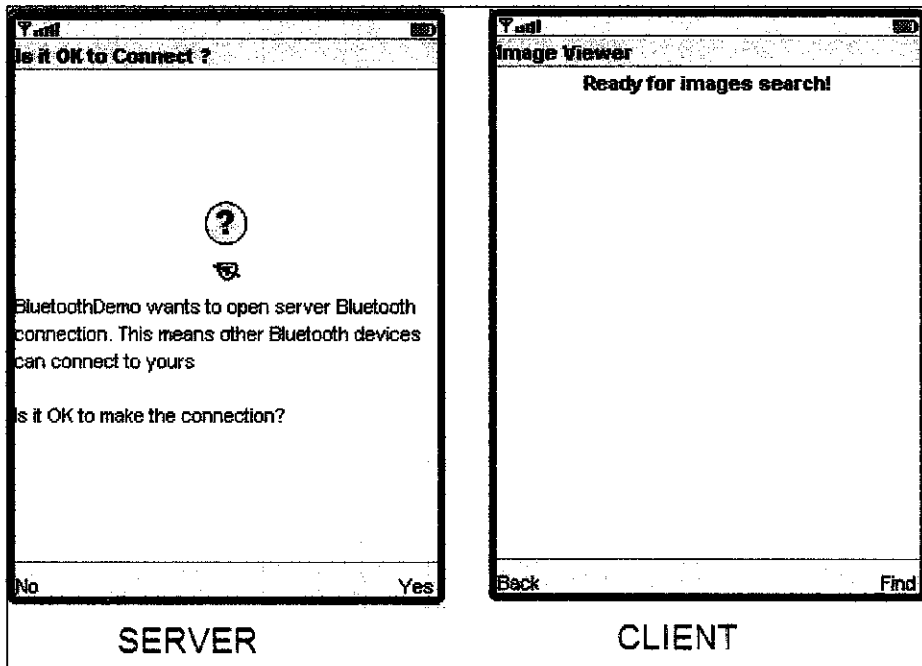 Is it OK to Connect ?
BluetoothDemo wants to open server Bluetooth
connection. This means other Bluetooth devices
can connect to yours
Is it OK to make the connection?
No
Yes
SERVER
Image Viewer
Ready for images search!
Back
Find
CLIENT